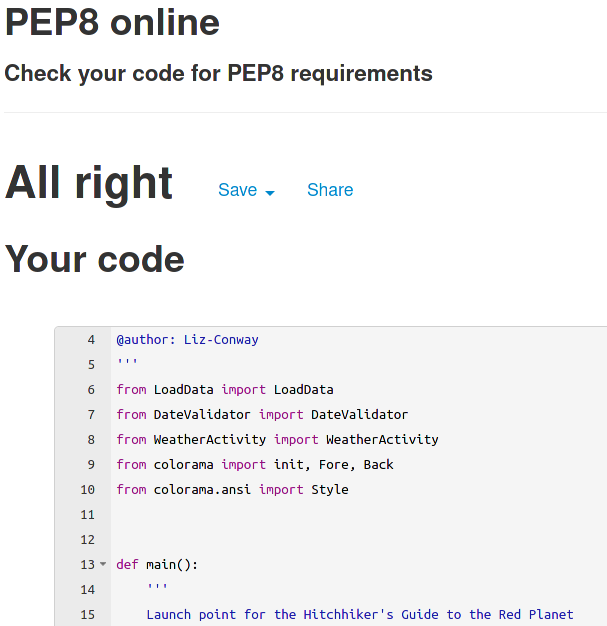 PEP8 online
Check your code for PEP8 requirements
All right Save Share
Your code
4 @author: Liz-Conway
5 '''
6 from LoadData import LoadData
7 from DateValidator import DateValidator
8 from WeatherActivity import WeatherActivity
9 from colorama import init, Fore, Back
10 from colorama.ansi import Style
11
12
13 def main():
14 '''
15 Launch point for the Hitchhiker's Guide to the Red Planet